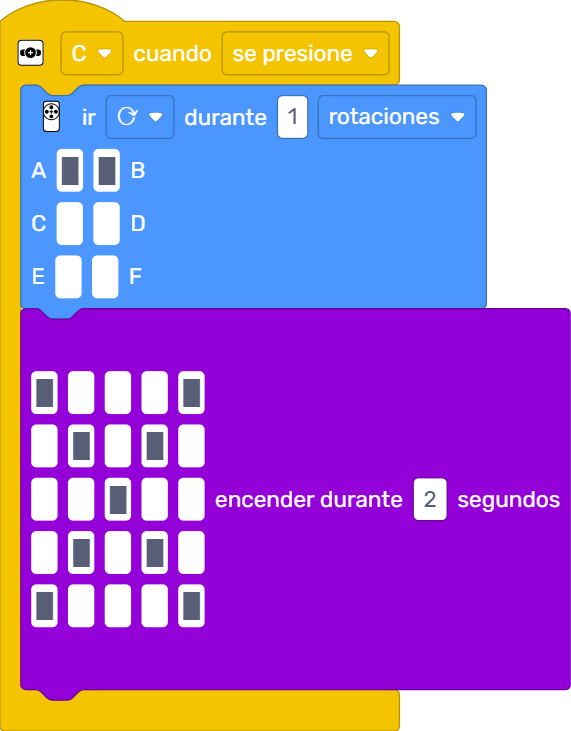 C cuando se presione
ir durante 1 rotaciones
A B
C D
E F
encender durante 2 segundos